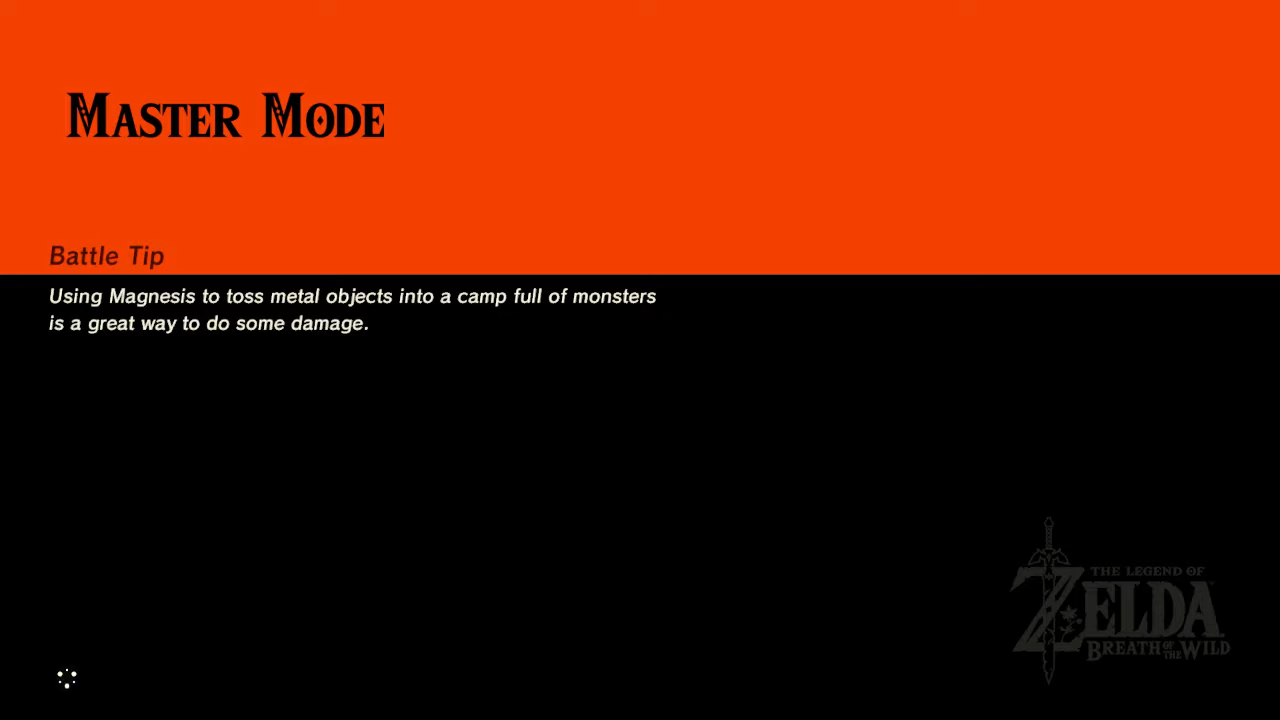 Master Mode
Battle Tip
Using Magnesis to toss metal objects into a camp full of monsters
is a great way to do some damage.
THE LEGEND OF
ZELDA
BREATH OF THE WILD